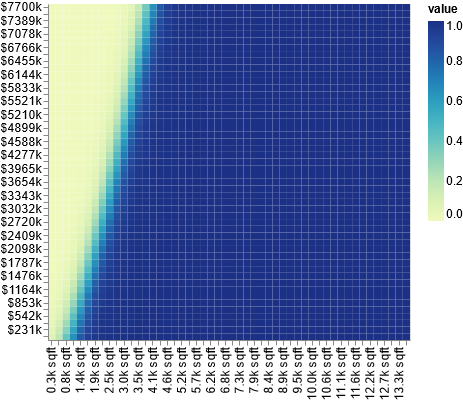 value
$7700k
$7389k
$7078k
$6766k
$6455k
$6144k
$5833k
$5521k
$5210k
$4899k
$4588k
$4277k
$3965k
$3654k
$3343k
$3032k
$2720k
$2409k
$2098k
$1787k
$1476k
$1164k
$853k
$542k
$231k
1.0
0.8
0.6
0.4
0.2
0.0
0.3k sqft
0.8k sqft
1.4k sqft
1.9k sqft
2.5k sqft
3.0k sqft
3.5k sqft
4.1k sqft
4.6k sqft
5.2k sqft
5.7k sqft
6.2k sqft
6.8k sqft
7.3k sqft
7.9k sqft
8.4k sqft
8.9k sqft
9.5k sqft
10.0k sqft
10.6k sqft
11.1k sqft
11.6k sqft
12.2k sqft
12.7k sqft
13.3k sqft